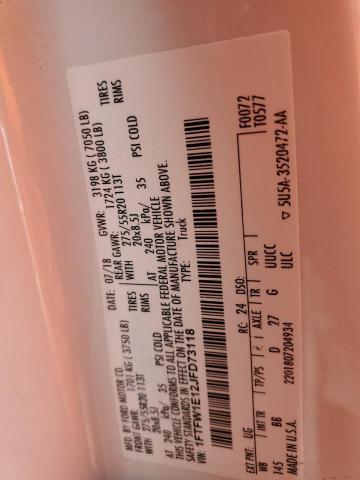 MFD. BY FORD MOTOR CO.
DATE: 07/18 GVWR: 3198 KG ( 7050 LB)
FRONT GAWR: 1701 KG ( 3750 LB) REAR GAWR: 1724 KG ( 3800 LB)
275/55R20 113T WITH 275/55R20 113T TIRES
20x8.5J RIMS 20x8.5J RIMS
AT 240 kPa/ 35 PSI COLD AT 240 kPa/ 35 PSI COLD
THIS VEHICLE CONFORMS TO ALL APPLICABLE FEDERAL MOTOR VEHICLE
SAFETY STANDARDS IN EFFECT ON THE DATE OF MANUFACTURE SHOWN ABOVE.
VIN: 1FTFW1E12JFD73118 TYPE: Truck
F0072
T0577
EXT PNT: UG RC: 24 DSO:
WB INT TR TP/PS R AXLE TR SPR
145 BB D 27 G UUCC
2201807204934 ULC
MADE IN U.S.A. ▽ 5U5A-3520472-AA